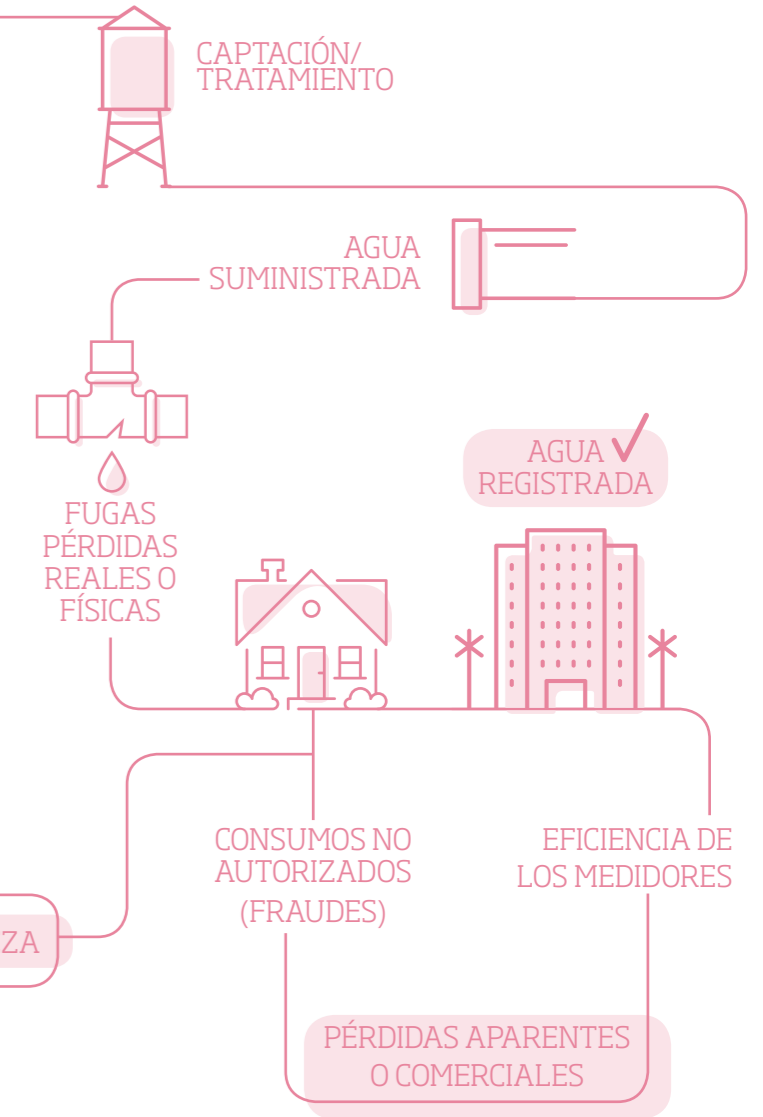 CAPTACIÓN/
TRATAMIENTO
AGUA
SUMINISTRADA
AGUA
REGISTRADA
FUGAS
PÉRDIDAS
REALES O
FÍSICAS
CONSUMOS NO
AUTORIZADOS
(FRAUDES)
EFICIENCIA DE
LOS MEDIDORES
ZA
PÉRDIDAS APARENTES
O COMERCIALES